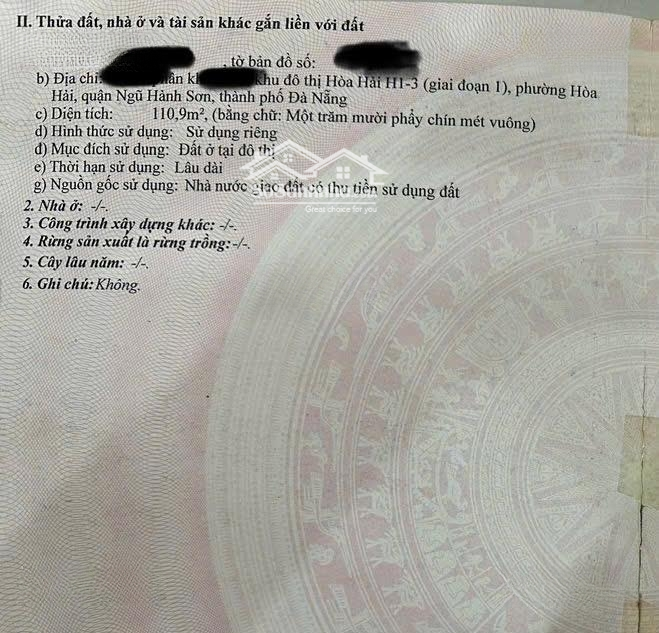 II. Thửa đất, nhà ở và tài sản khác gắn liền với đất
, tờ bản đồ số:
b) Địa chỉ: khu đô thị Hòa Hải H1-3 (giai đoạn 1), phường Hòa
Hải, quận Ngũ Hành Sơn, thành phố Đà Nẵng
c) Diện tích: 110,9m², (bằng chữ: Một trăm mười phẩy chín mét vuông)
d) Hình thức sử dụng: Sử dụng riêng
đ) Mục đích sử dụng: Đất ở tại đô thị
e) Thời hạn sử dụng: Lâu dài
g) Nguồn gốc sử dụng: Nhà nước giao đất có thu tiền sử dụng đất
Great choice for you
2. Nhà ở: -/-.
3. Công trình xây dựng khác: -/-.
4. Rừng sản xuất là rừng trồng: -/-.
5. Cây lâu năm: -/-.
6. Ghi chú: Không.